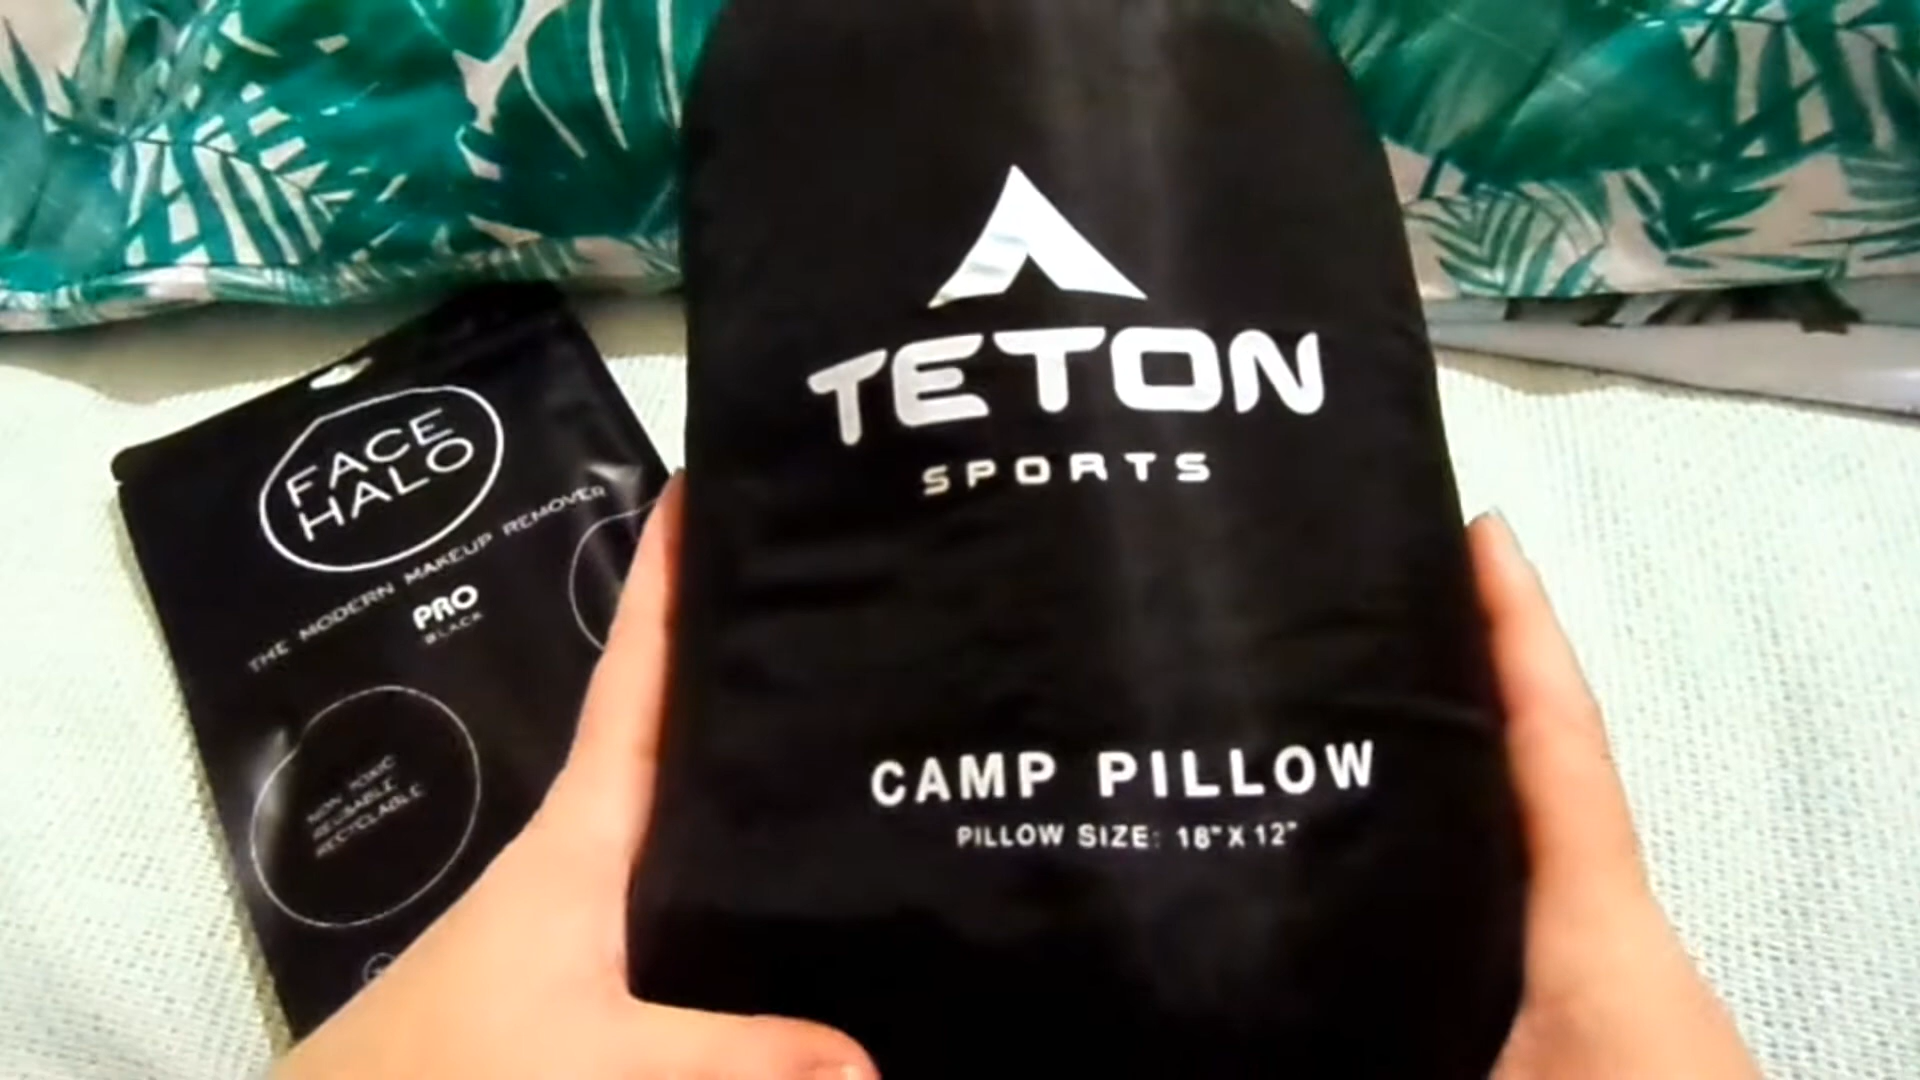 FACE
HALO
THE MODERN MAKEUP REMOVER
PRO
BLACK
NON TOXIC
REUSABLE
RECYCLABLE
TETON
SPORTS
CAMP PILLOW
PILLOW SIZE: 18" X 12"